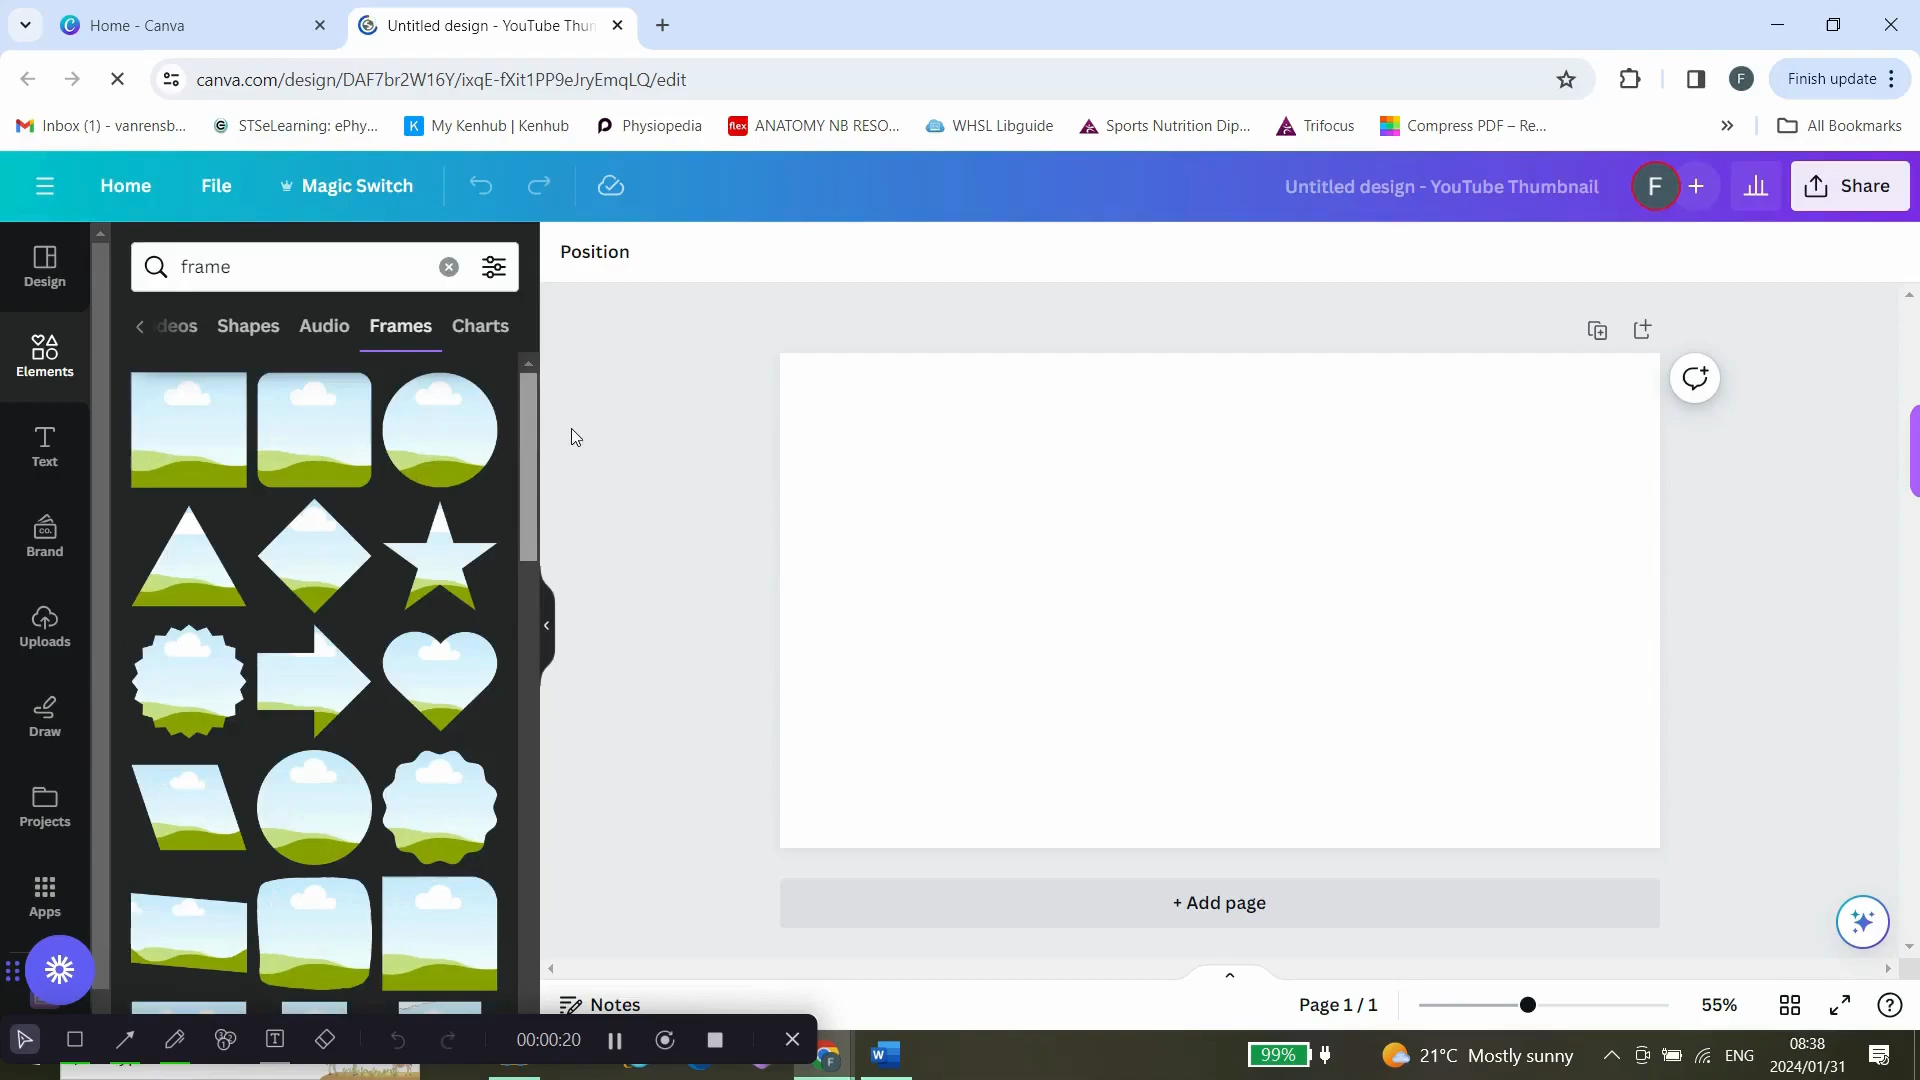 Home - Canva
Untitled design - YouTube Thun
canva.com/design/DAF7br2W16Y/ixqE-fXit1PP9eJryEmqLQ/edit
F
Finish update
Inbox (1) - vanrensb...
STSeLearning: ePhy...
My Kenhub | Kenhub
Physiopedia
ANATOMY NB RESO...
WHSL Libguide
Sports Nutrition Dip...
Trifocus
Compress PDF – Re...
All Bookmarks
Home
File
Magic Switch
Untitled design - YouTube Thumbnail
F
Share
Design
Elements
Text
Brand
Uploads
Draw
Projects
Apps
frame
deos
Shapes
Audio
Frames
Charts
Position
+ Add page
Notes
Page 1 / 1
55%
00:00:20
99%
21°C Mostly sunny
ENG
08:38
2024/01/31